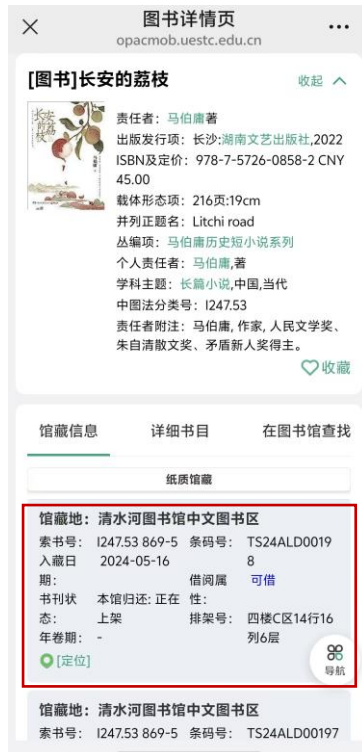 图书详情页
opacmob.uestc.edu.cn
[图书]长安的荔枝
收起
长安的荔枝
责任者：马伯庸著
出版发行项：长沙:湖南文艺出版社,2022
ISBN及定价：978-7-5726-0858-2 CNY
45.00
载体形态项：216页:19cm
并列正题名：Litchi road
丛编项：马伯庸历史短小说系列
个人责任者：马伯庸,著
学科主题：长篇小说,中国,当代
中图法分类号：I247.53
责任者附注：马伯庸, 作家, 人民文学奖、
朱自清散文奖、矛盾新人奖得主。
收藏
馆藏信息 详细书目 在图书馆查找
纸质馆藏
馆藏地：清水河图书馆中文图书区
索书号：I247.53 869-5 条码号：TS24ALD0019
入藏日 2024-05-16 8
期： 借阅属 可借
书刊状 本馆归还: 正在 性：
态： 上架 排架号：四楼C区14行16
年卷期：- 列6层
[定位]
导航
馆藏地：清水河图书馆中文图书区
索书号：I247.53 869-5 条码号：TS24ALD00197